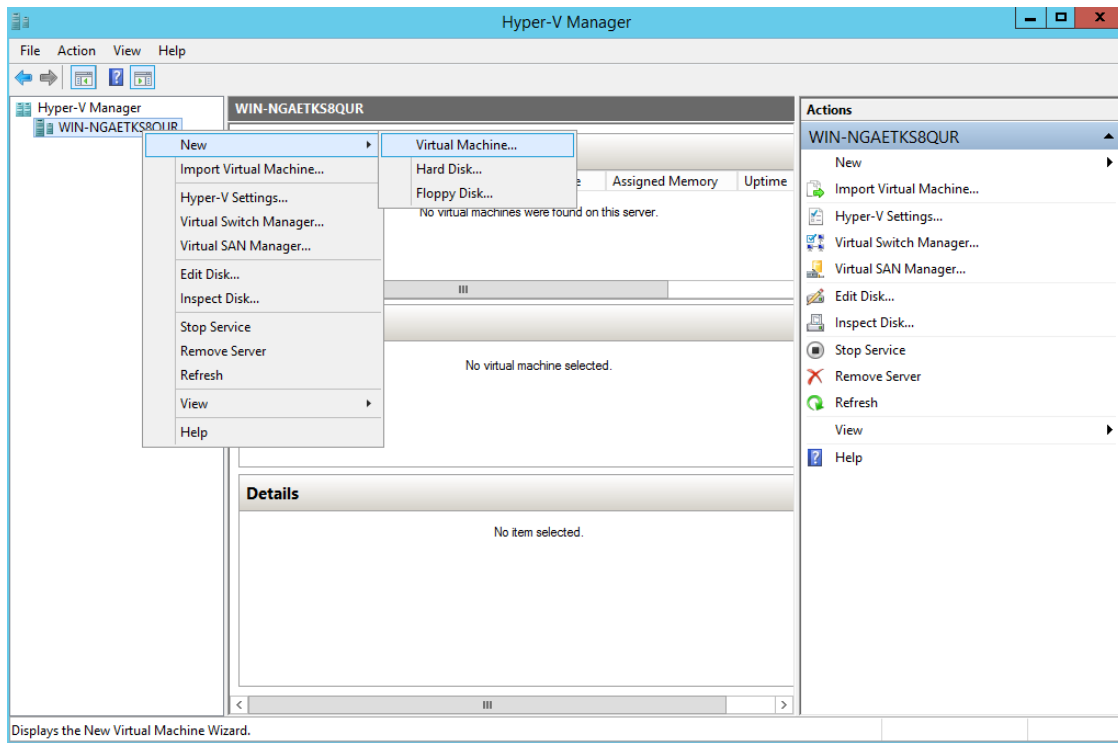 Hyper-V Manager
File Action View Help
Hyper-V Manager
WIN-NGAETKS8QUR
New
Import Virtual Machine...
Hyper-V Settings...
Virtual Switch Manager...
Virtual SAN Manager...
Edit Disk...
Inspect Disk...
Stop Service
Remove Server
Refresh
View
Help
Virtual Machine...
Hard Disk...
Floppy Disk...
WIN-NGAETKS8QUR
Assigned Memory Uptime
No virtual machines were found on this server.
No virtual machine selected.
Details
No item selected.
Actions
WIN-NGAETKS8QUR
New
Import Virtual Machine...
Hyper-V Settings...
Virtual Switch Manager...
Virtual SAN Manager...
Edit Disk...
Inspect Disk...
Stop Service
Remove Server
Refresh
View
Help
Displays the New Virtual Machine Wizard.